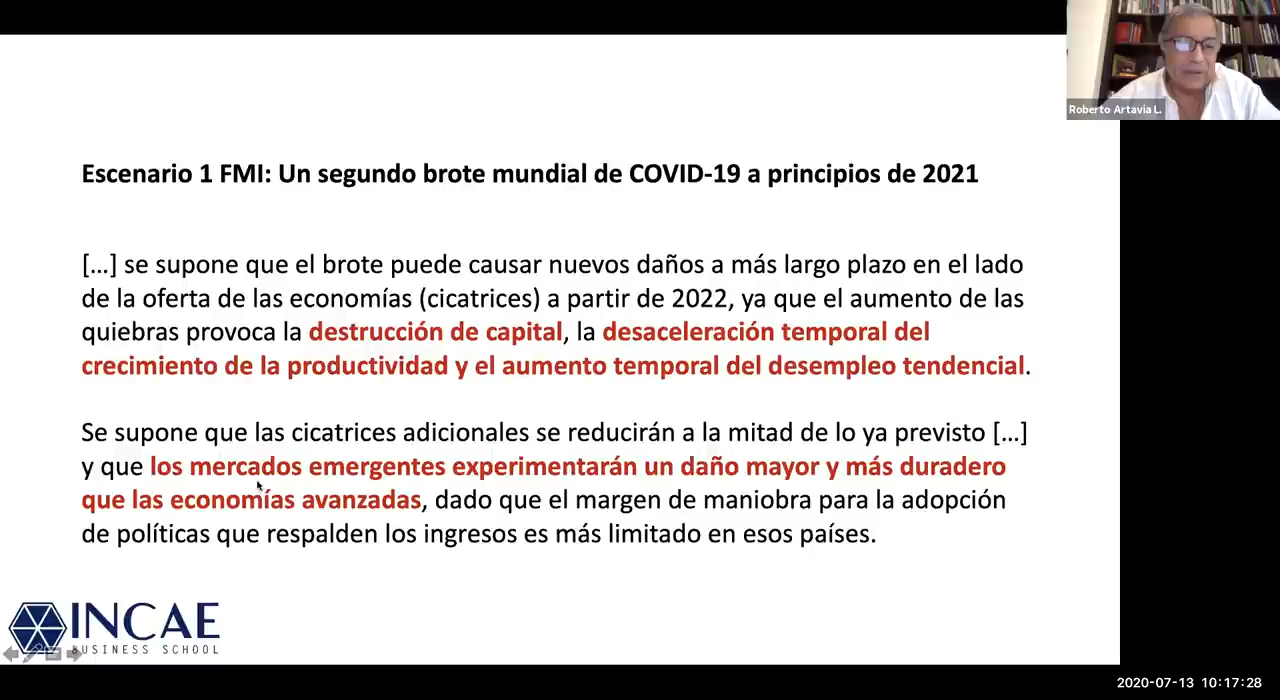 Roberto Artavia L.
Escenario 1 FMI: Un segundo brote mundial de COVID-19 a principios de 2021
[...] se supone que el brote puede causar nuevos daños a más largo plazo en el lado
de la oferta de las economías (cicatrices) a partir de 2022, ya que el aumento de las
quiebras provoca la destrucción de capital, la desaceleración temporal del
crecimiento de la productividad y el aumento temporal del desempleo tendencial.
Se supone que las cicatrices adicionales se reducirán a la mitad de lo ya previsto [...]
y que los mercados emergentes experimentarán un daño mayor y más duradero
que las economías avanzadas, dado que el margen de maniobra para la adopción
de políticas que respalden los ingresos es más limitado en esos países.
INCAE
BUSINESS SCHOOL
2020-07-13 10:17:28